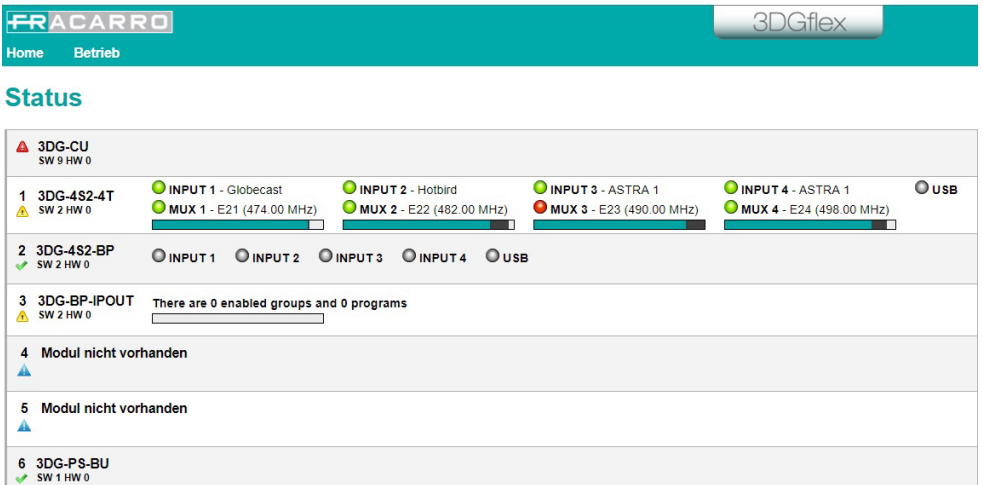 FRACARRO
3DGflex
Home Betrieb
Status
3DG-CU
SW 9 HW 0
1 3DG-4S2-4T
SW 2 HW 0
INPUT 1 - Globecast INPUT 2 - Hotbird INPUT 3 - ASTRA 1 INPUT 4 - ASTRA 1 USB
MUX 1 - E21 (474.00 MHz) MUX 2 - E22 (482.00 MHz) MUX 3 - E23 (490.00 MHz) MUX 4 - E24 (498.00 MHz)
2 3DG-4S2-BP
SW 2 HW 0
INPUT 1 INPUT 2 INPUT 3 INPUT 4 USB
3 3DG-BP-IPOUT
SW 2 HW 0
There are 0 enabled groups and 0 programs
4 Modul nicht vorhanden
5 Modul nicht vorhanden
6 3DG-PS-BU
SW 1 HW 0